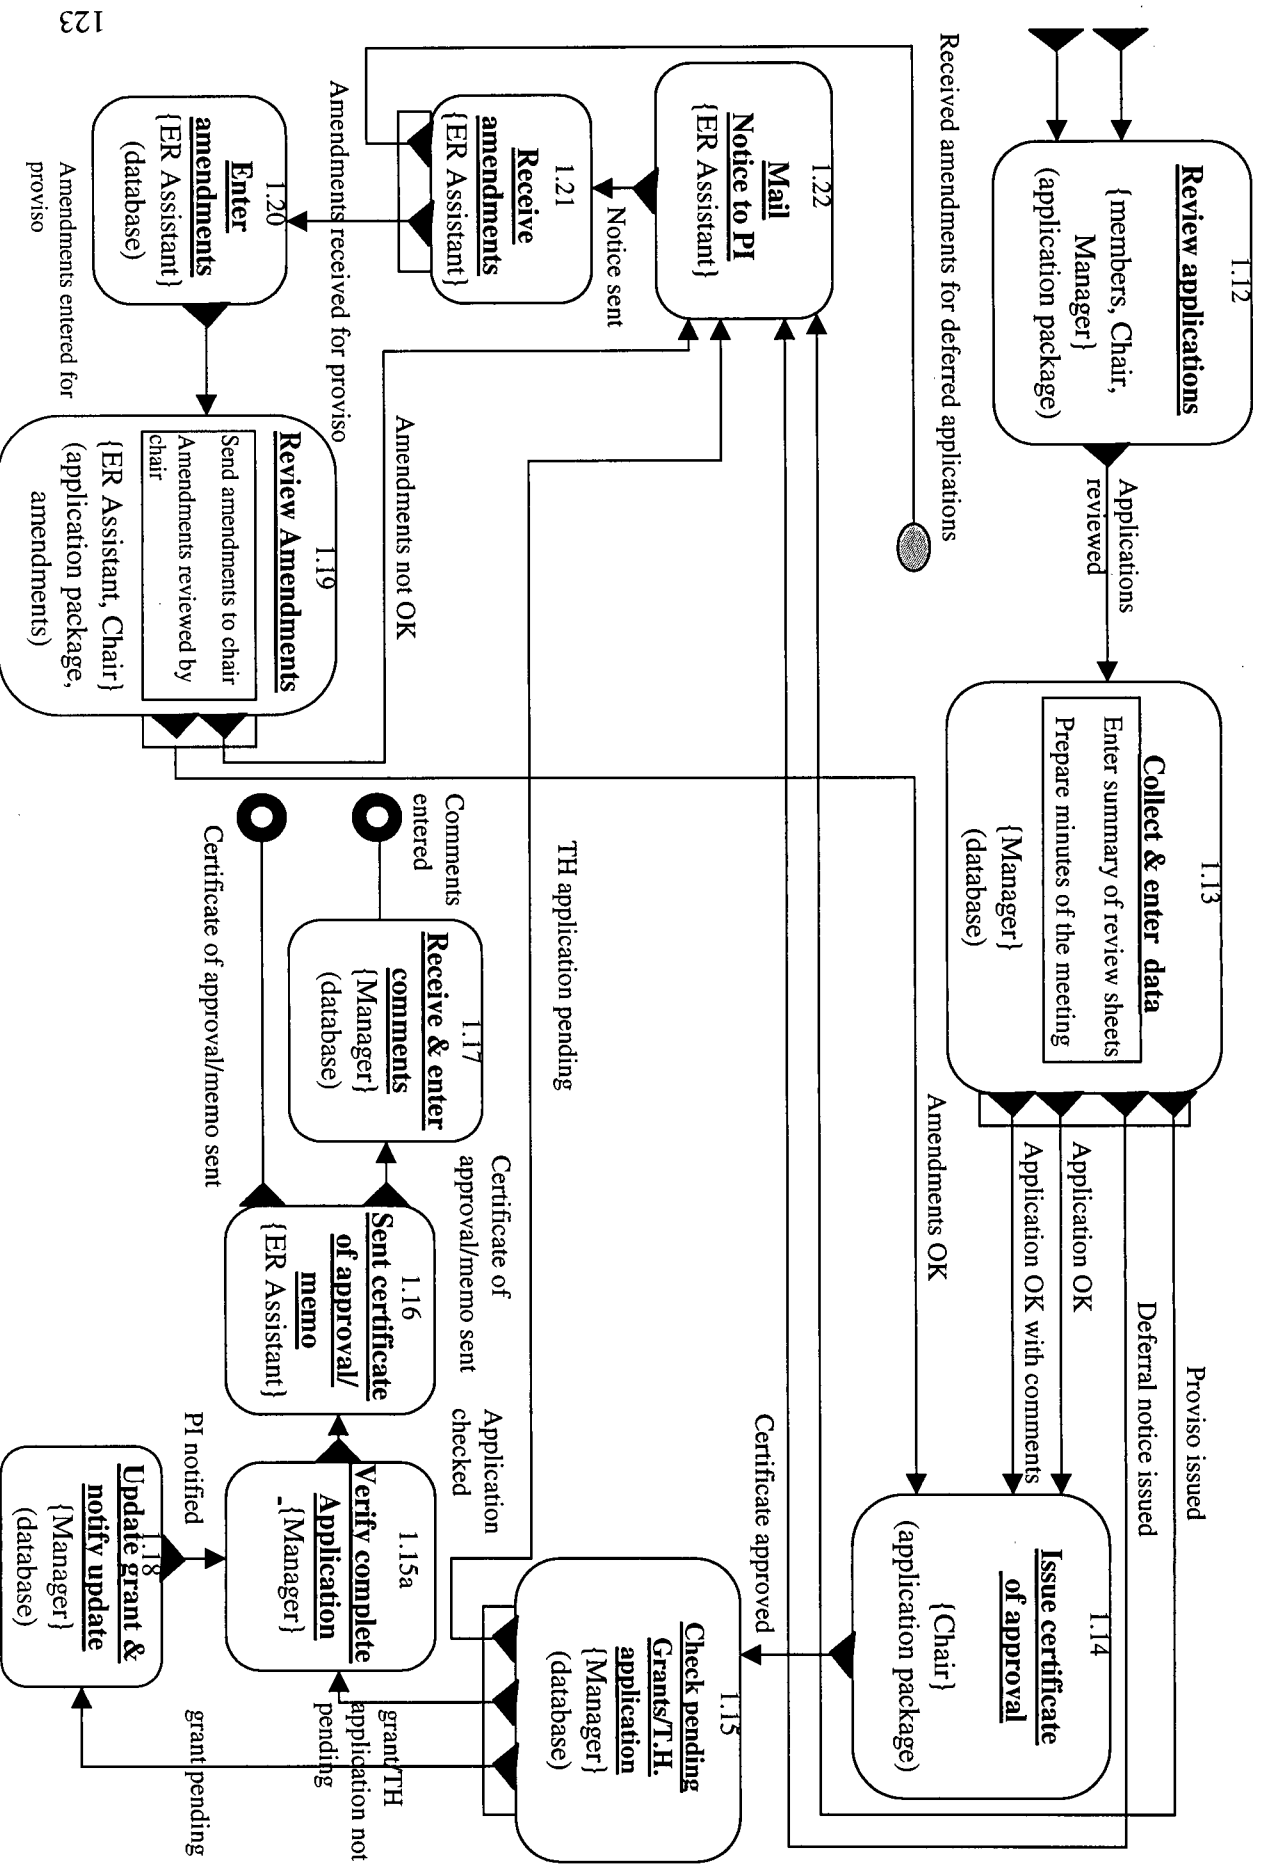 1.12
Review applications
{members, Chair,
Manager}
(application package)
Applications
reviewed
1.13
Collect & enter data
Enter summary of review sheets
Prepare minutes of the meeting
{Manager}
(database)
Proviso issued
Deferral notice issued
Application OK
Application OK with comments
1.14
Issue certificate
of approval
{Chair}
(application package)
Received amendments for deferred applications
Amendments OK
Certificate approved
1.22
Mail
Notice to PI
{ER Assistant}
Notice sent
1.21
Receive
amendments
{ER Assistant}
Amendments received for proviso
1.20
Enter
amendments
{ER Assistant}
(database)
Amendments entered for
proviso
Amendments not OK
1.19
Review Amendments
Send amendments to chair
Amendments reviewed by
chair
{ER Assistant, Chair}
(application package,
amendments)
TH application pending
1.15
Check pending
Grants/T.H.
application
{Manager}
(database)
Comments
entered
1.17
Receive & enter
comments
{Manager}
(database)
Certificate of
approval/memo sent
Certificate of approval/memo sent
1.16
Sent certificate
of approval/
memo
{ER Assistant}
Application
checked
1.15a
Verify complete
Application
{Manager}
grant/TH
application not
pending
PI notified
1.18
Update grant &
notify update
{Manager}
(database)
grant pending
123